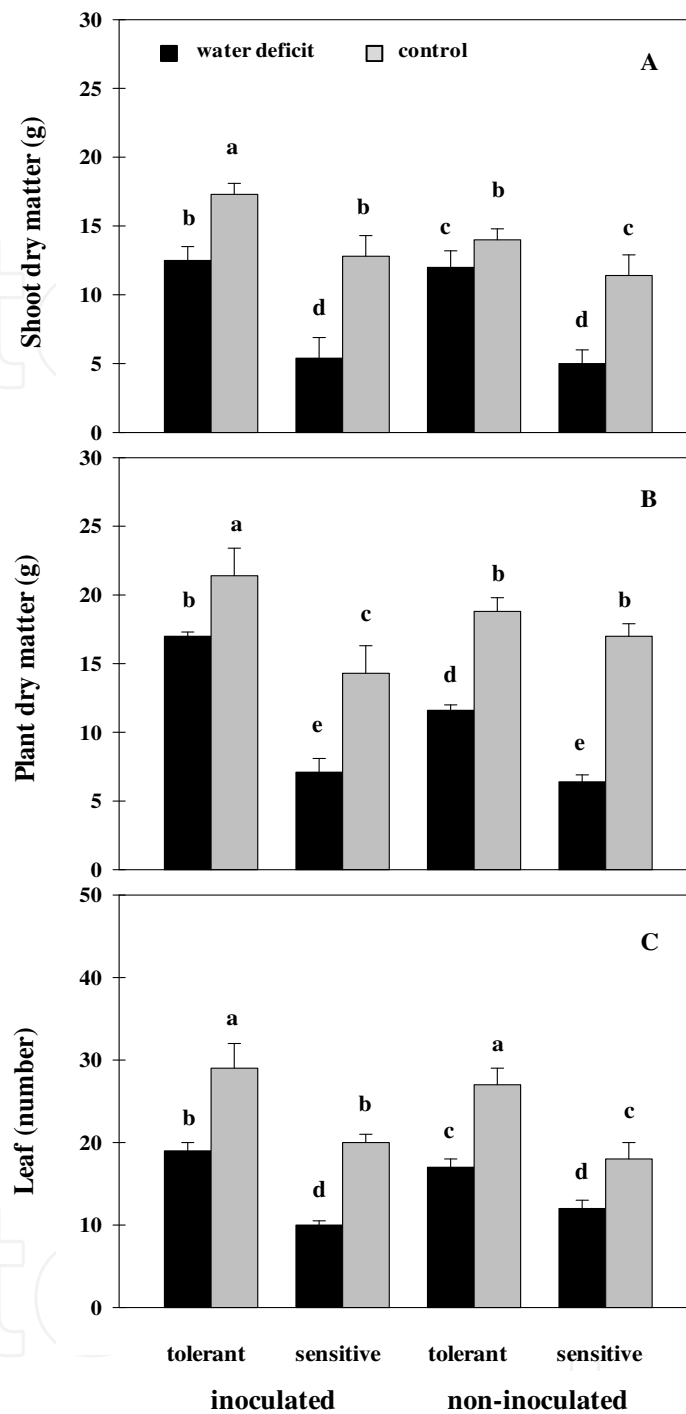 30
water deficit control A
25
Shoot dry matter (g)
a
20
b b b
15
c c
d d
10
5
0
30
B
25
Plant dry matter (g)
a
20
b b b
c
15
d
10
e e
5
0
50
C
40
Leaf (number)
a a
30
b b c c
20
d d
10
0
tolerant sensitive tolerant sensitive
inoculated non-inoculated